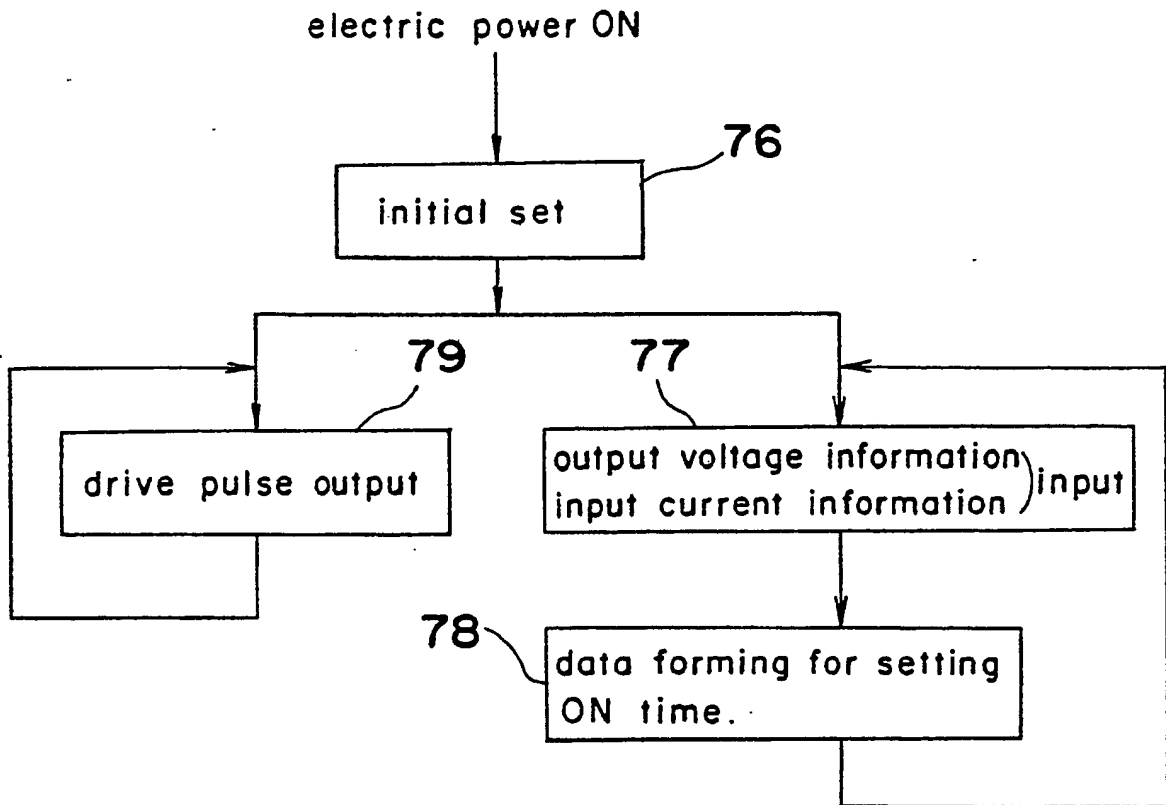 electric power ON
76
initial set
79
77
drive pulse output
output voltage information
input current information
input
78
data forming for setting
ON time.